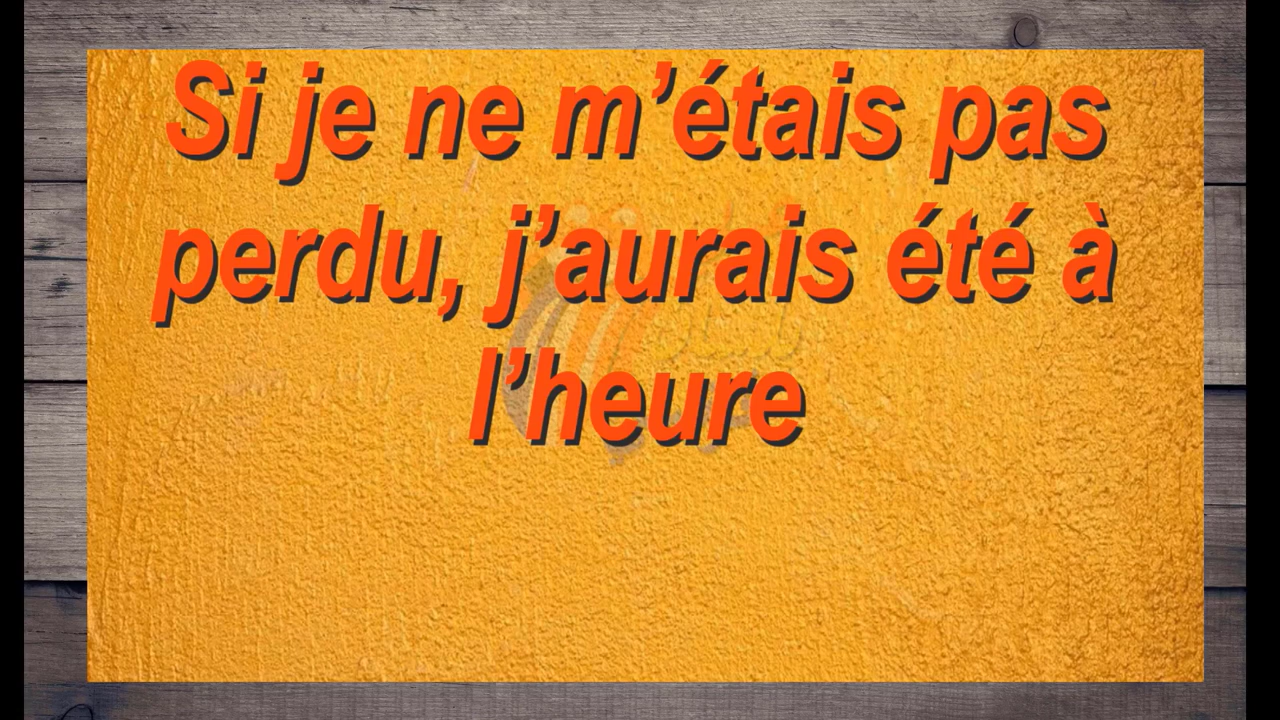 Si je ne m’étais pas
perdu, j’aurais été à
l’heure